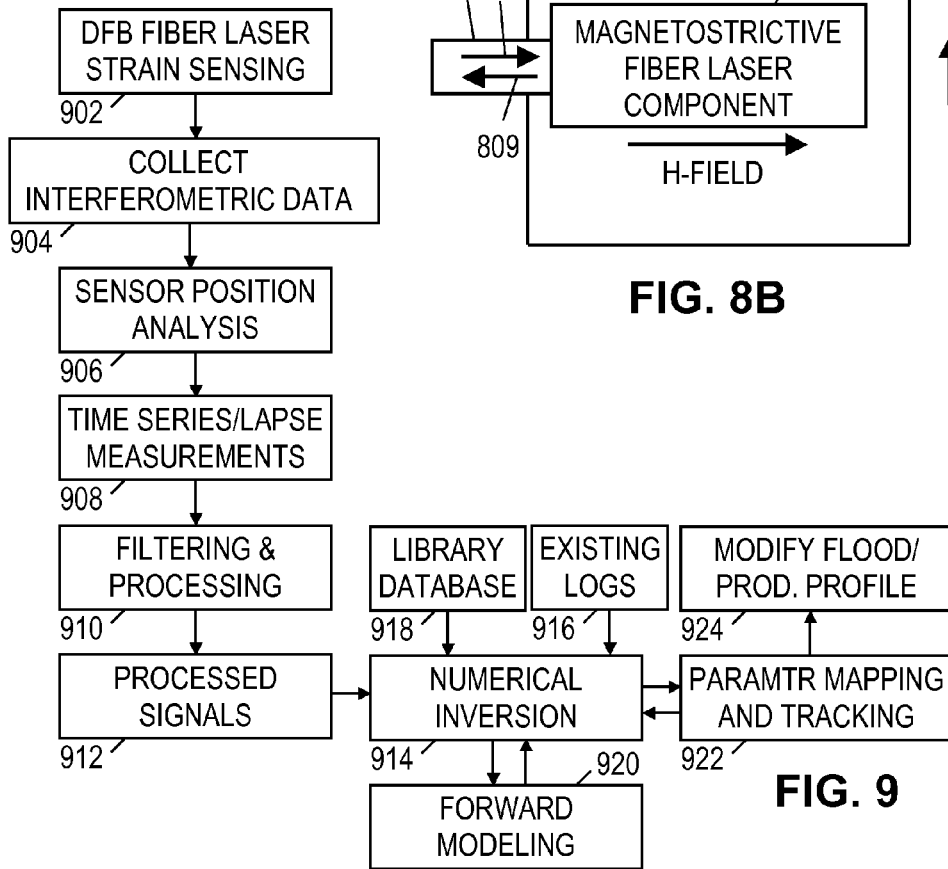 DFB FIBER LASER
STRAIN SENSING
902
COLLECT
INTERFEROMETRIC DATA
904
SENSOR POSITION
ANALYSIS
906
TIME SERIES/LAPSE
MEASUREMENTS
908
FILTERING &
PROCESSING
910
PROCESSED
SIGNALS
912
MAGNETOSTRICTIVE
FIBER LASER
COMPONENT
809
H-FIELD
FIG. 8B
LIBRARY
DATABASE
918
EXISTING
LOGS
916
MODIFY FLOOD/
PROD. PROFILE
924
NUMERICAL
INVERSION
914
PARAMTR MAPPING
AND TRACKING
922
920
FORWARD
MODELING
FIG. 9